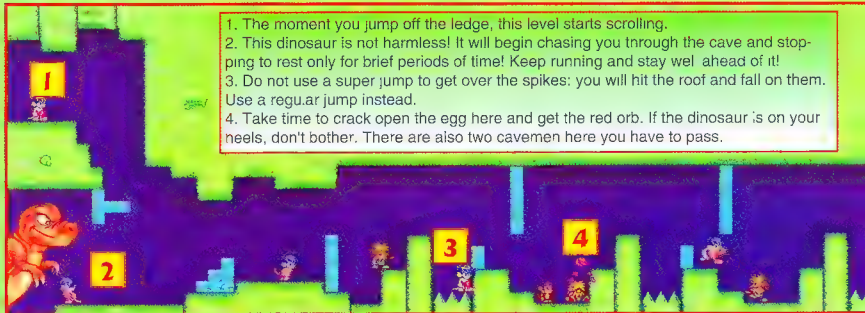 1. The moment you jump off the ledge, this level starts scrolling.
2. This dinosaur is not harmless! It will begin chasing you through the cave and stop-
ping to rest only for brief periods of time! Keep running and stay well ahead of it!
3. Do not use a super jump to get over the spikes: you will hit the roof and fall on them.
Use a regular jump instead.
4. Take time to crack open the egg here and get the red orb. If the dinosaur is on your
heels, don't bother. There are also two cavemen here you have to pass.
1
2
3
4